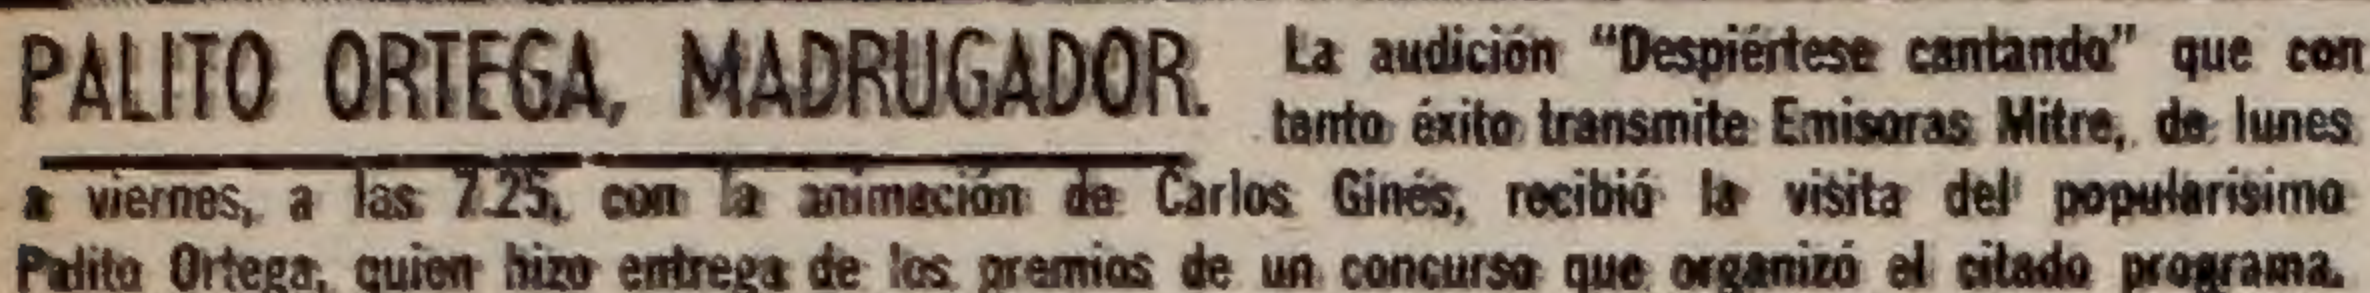 PALITO ORTEGA, MADRUGADOR.
La audición “Despiértese cantando” que con
tanto éxito transmite Emisoras Mitre, de lunes
a viernes, a las 7.25, con la animación de Carlos Ginés, recibió la visita del popularísimo
Palito Ortega, quien hizo entrega de los premios de un concurso que organizó el citado programa.